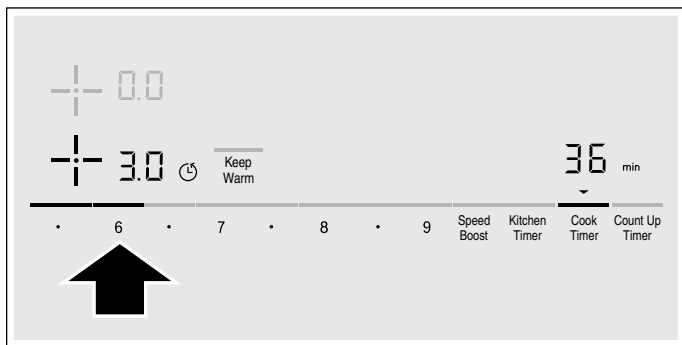 0.0
3.0
Keep
Warm
36 min
· 6 · 7 · 8 · 9
Speed
Boost
Kitchen
Timer
Cook
Timer
Count Up
Timer